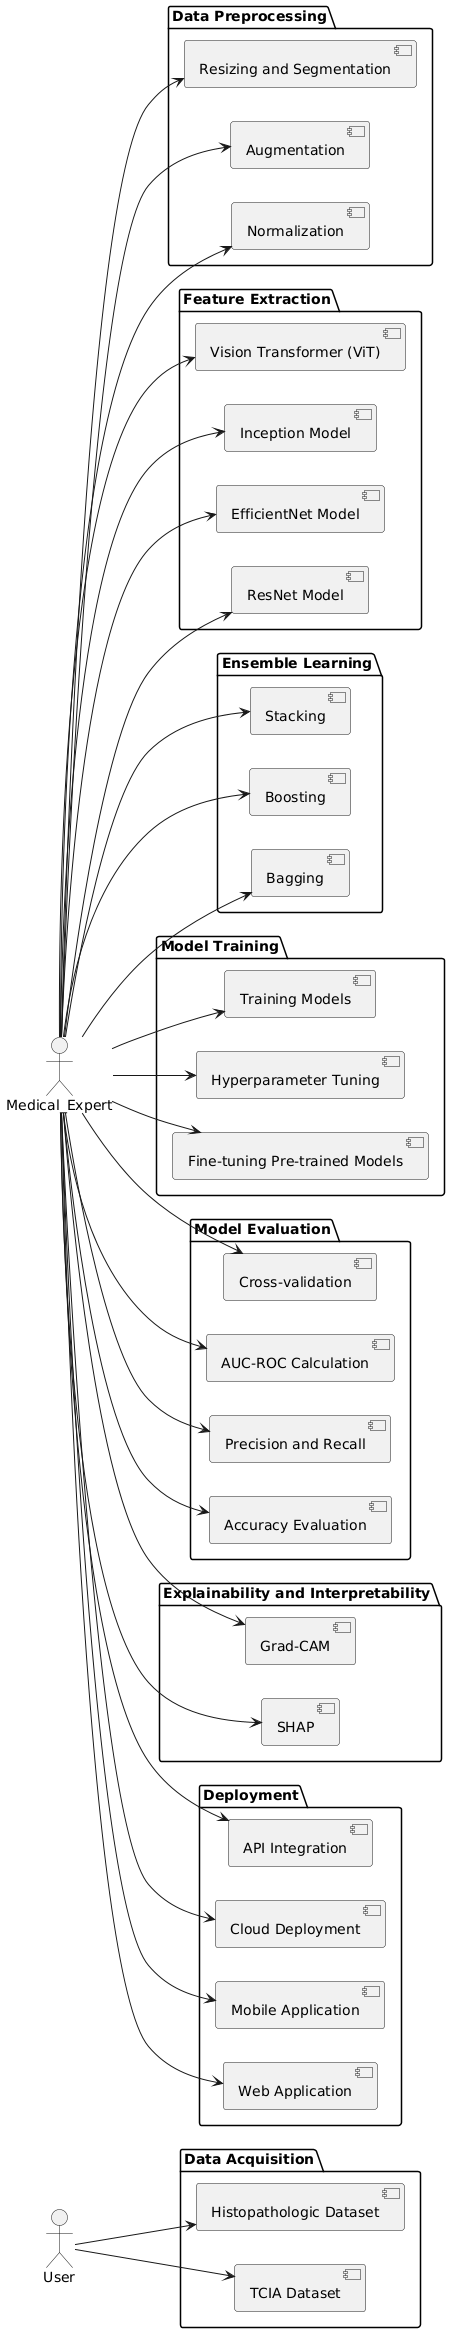 Data Preprocessing
Resizing and Segmentation
Augmentation
Normalization
Feature Extraction
Vision Transformer (ViT)
Inception Model
EfficientNet Model
ResNet Model
Ensemble Learning
Stacking
Boosting
Bagging
Model Training
Training Models
Hyperparameter Tuning
Medical_Expert
Fine-tuning Pre-trained Models
Model Evaluation
Cross-validation
AUC-ROC Calculation
Precision and Recall
Accuracy Evaluation
Explainability and Interpretability
Grad-CAM
SHAP
Deployment
API Integration
Cloud Deployment
Mobile Application
Web Application
Data Acquisition
Histopathologic Dataset
User
TCIA Dataset